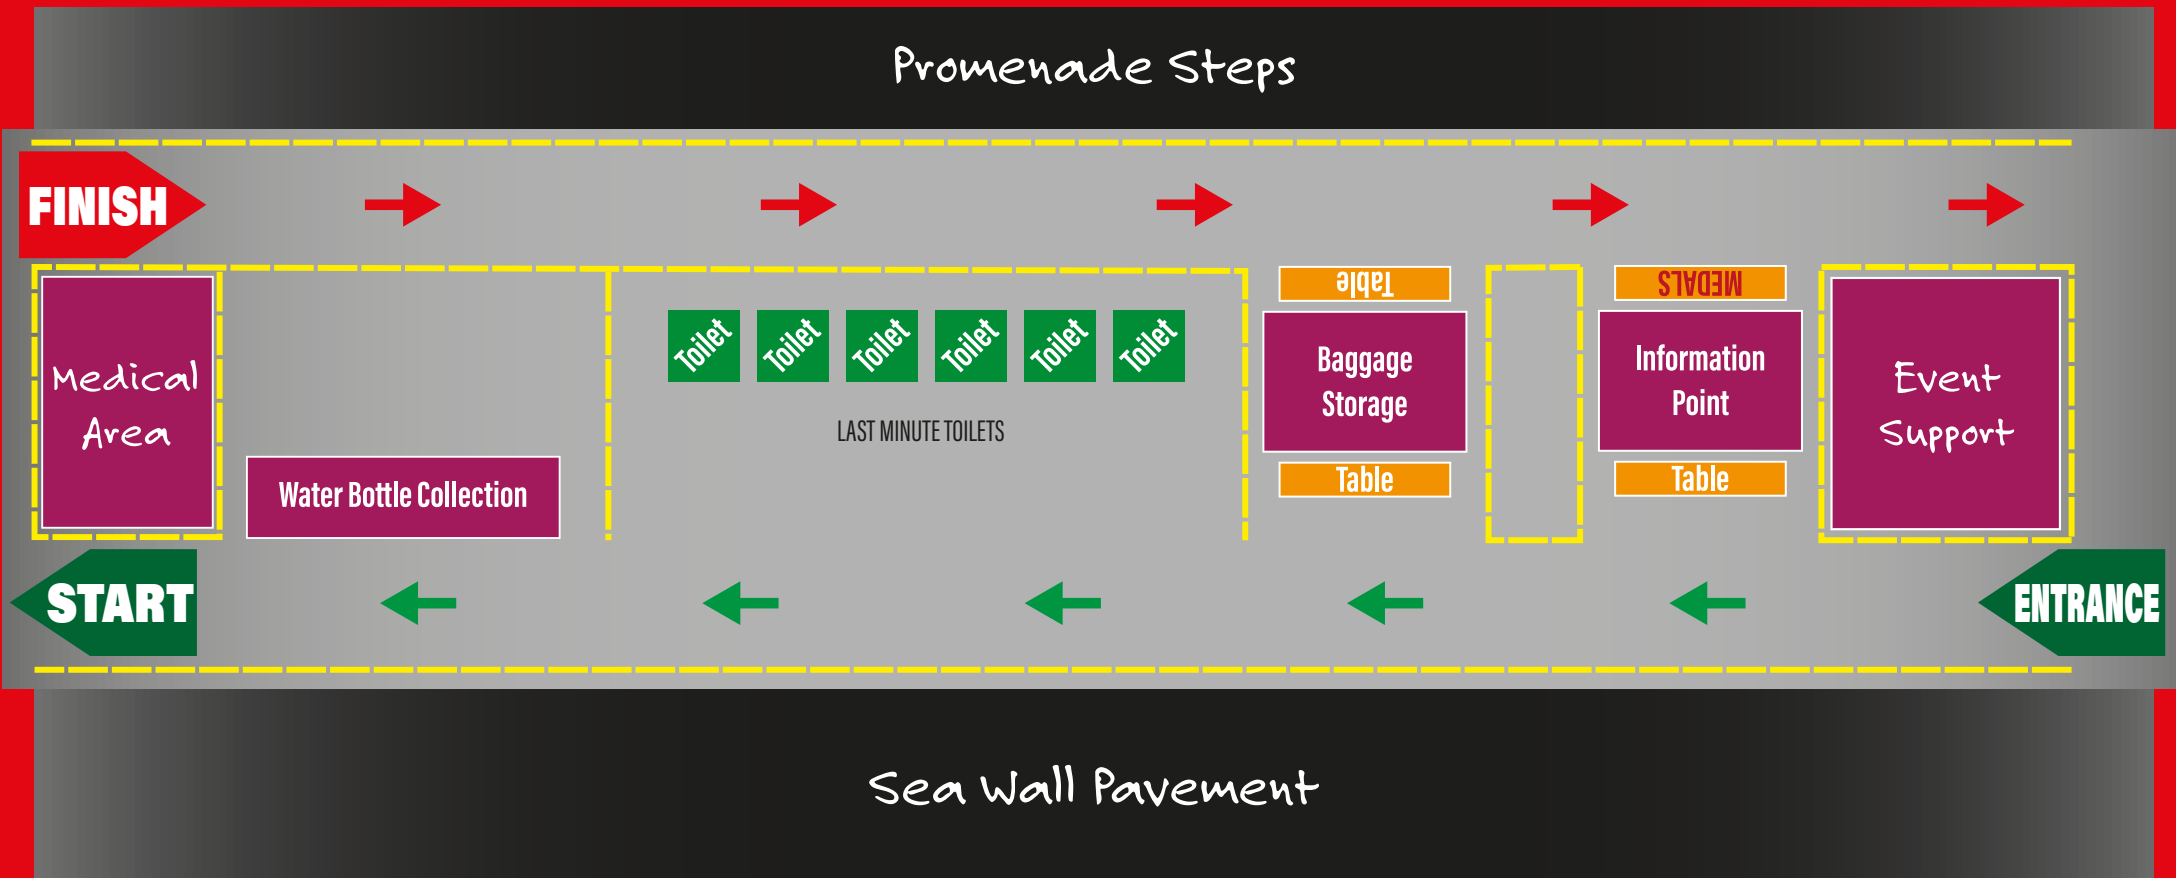 Promenade Steps
FINISH
Table
MEDALS
Toilet
Toilet
Toilet
Toilet
Toilet
Toilet
Medical
Area
Baggage
Storage
Information
Point
Event
Support
LAST MINUTE TOILETS
Water Bottle Collection
Table
Table
START
ENTRANCE
Sea Wall Pavement